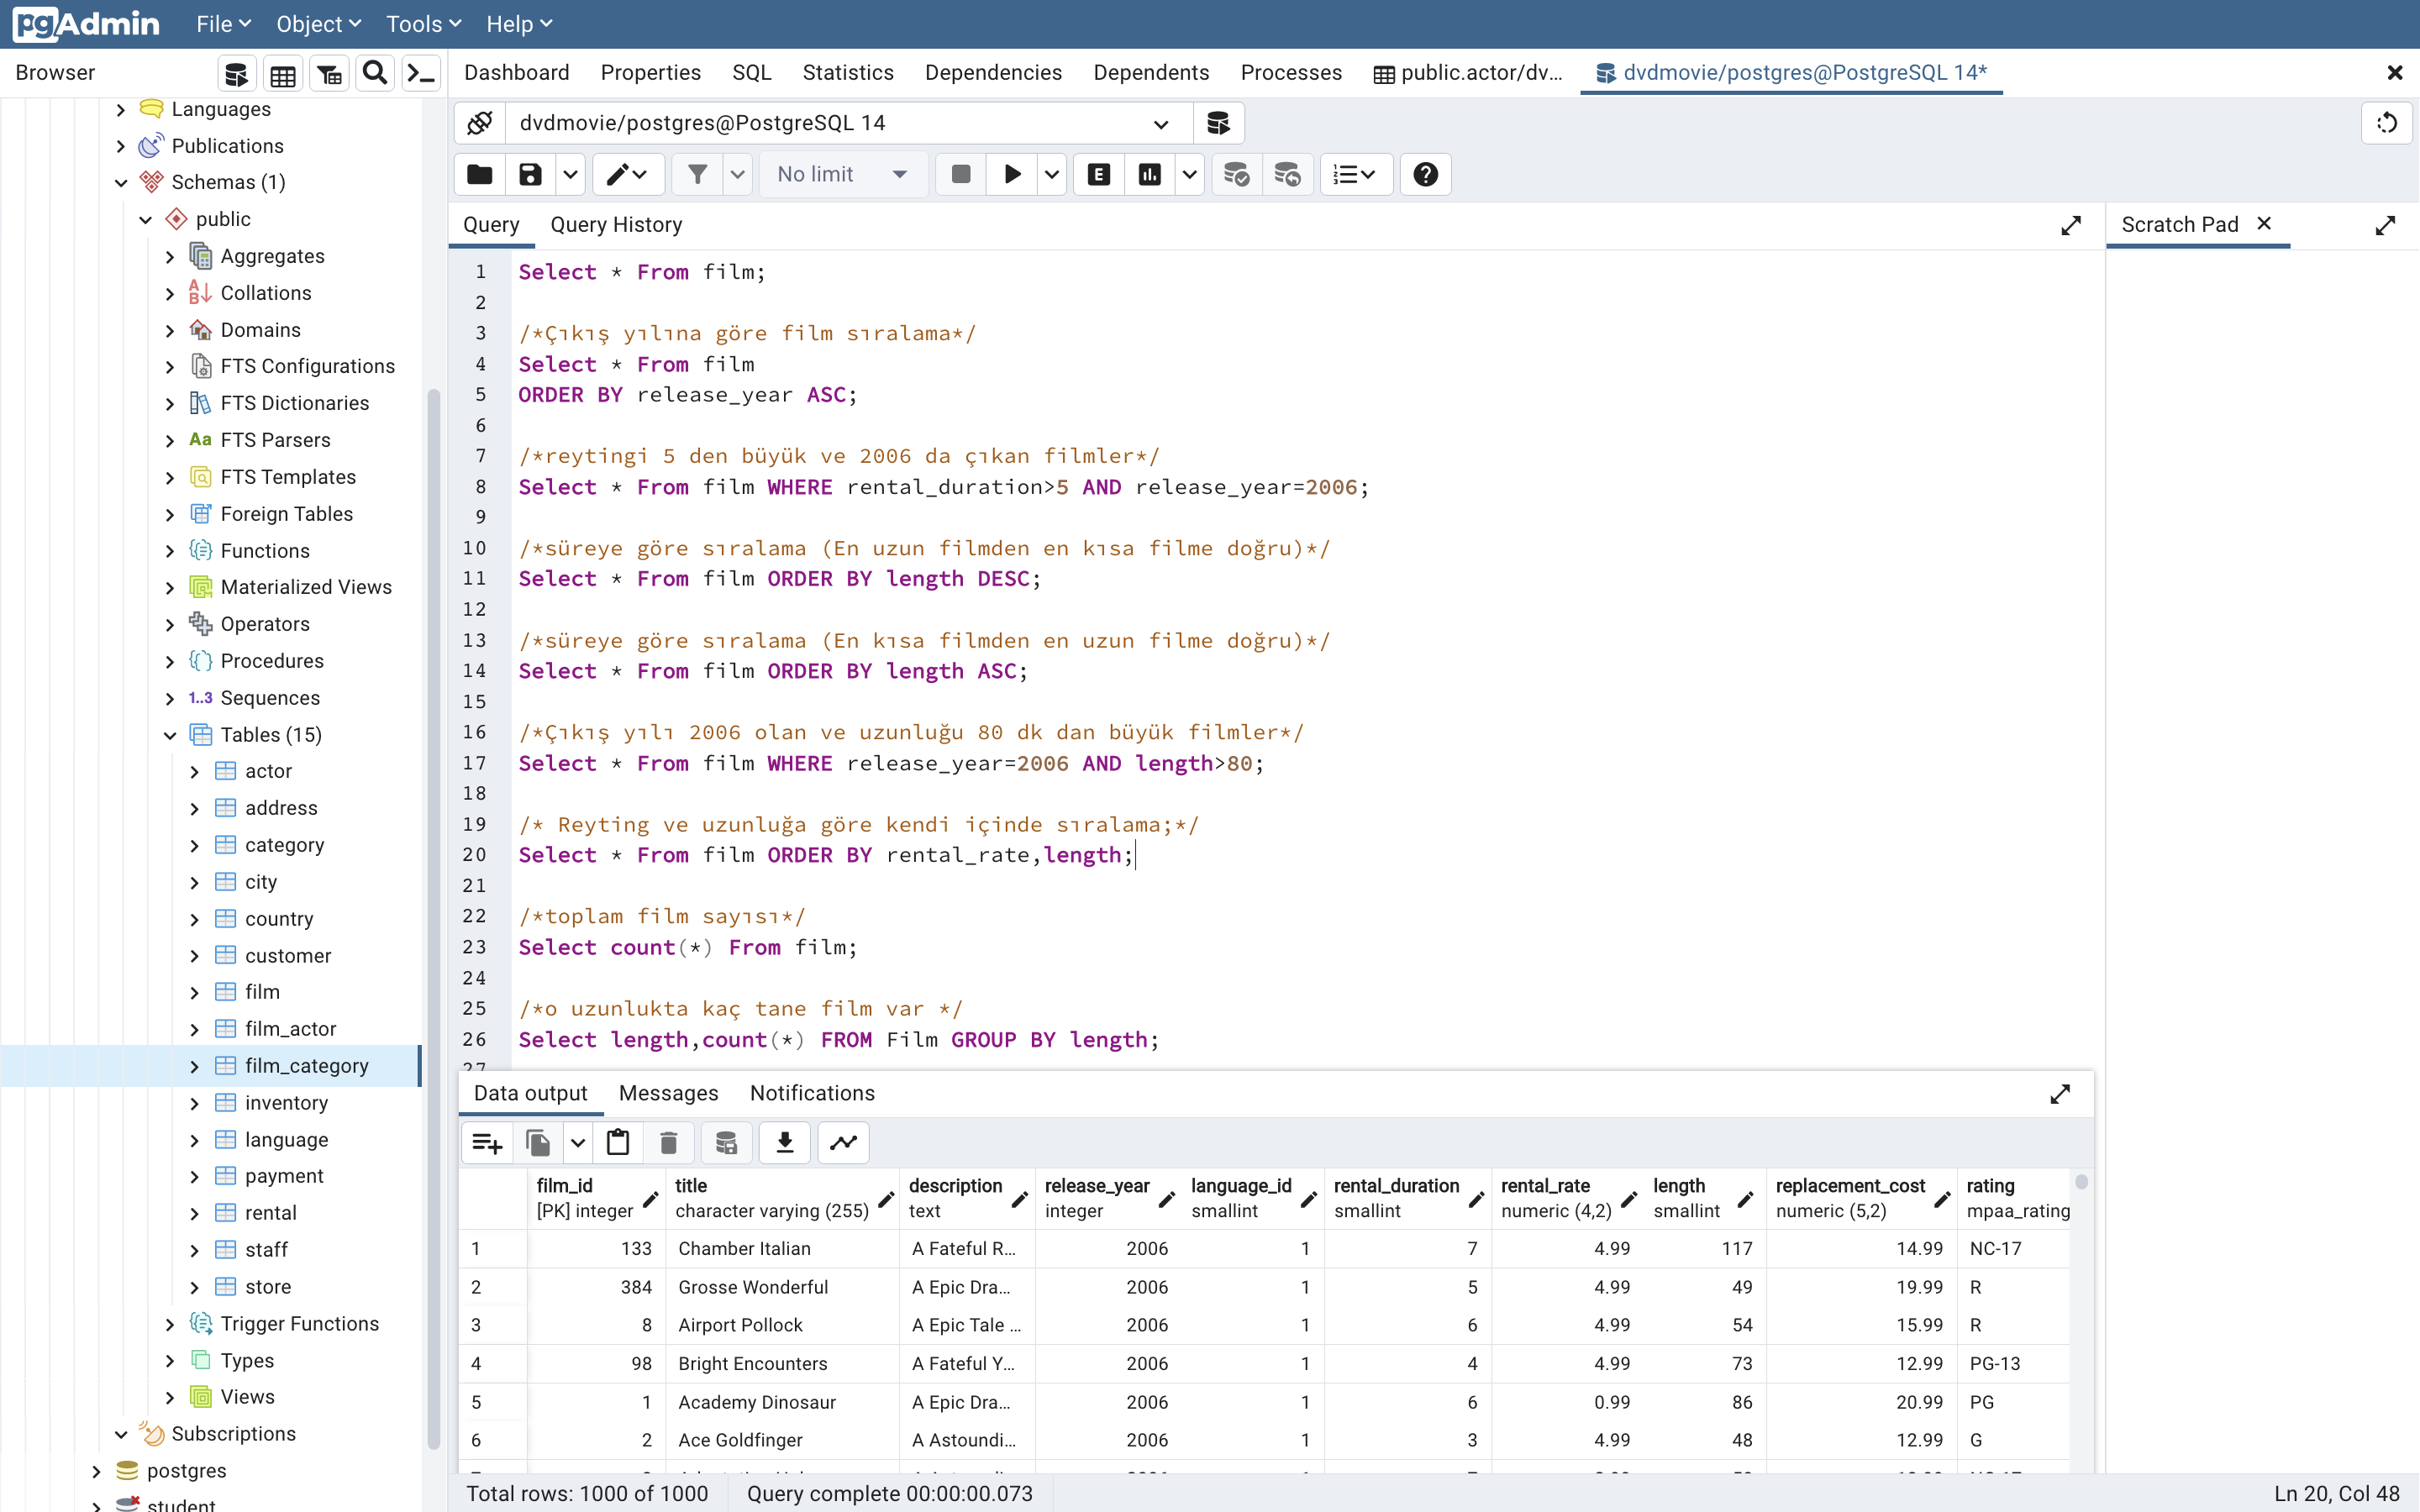 pgAdmin File Object Tools Help
Browser
Dashboard Properties SQL Statistics Dependencies Dependents Processes public.actor/dv... dvdmovie/postgres@PostgreSQL 14*
Languages
Publications
Schemas (1)
public
Aggregates
Collations
Domains
FTS Configurations
FTS Dictionaries
Aa FTS Parsers
FTS Templates
Foreign Tables
Functions
Materialized Views
Operators
Procedures
1..3 Sequences
Tables (15)
actor
address
category
city
country
customer
film
film_actor
film_category
inventory
language
payment
rental
staff
store
Trigger Functions
Types
Views
Subscriptions
postgres
student
dvdmovie/postgres@PostgreSQL 14
No limit
E
Query Query History
Scratch Pad
1 Select * From film;
2
3 /*Çıkış yılına göre film sıralama*/
4 Select * From film
5 ORDER BY release_year ASC;
6
7 /*reytingi 5 den büyük ve 2006 da çıkan filmler*/
8 Select * From film WHERE rental_duration>5 AND release_year=2006;
9
10 /*süreye göre sıralama (En uzun filmden en kısa filme doğru)*/
11 Select * From film ORDER BY length DESC;
12
13 /*süreye göre sıralama (En kısa filmden en uzun filme doğru)*/
14 Select * From film ORDER BY length ASC;
15
16 /*Çıkış yılı 2006 olan ve uzunluğu 80 dk dan büyük filmler*/
17 Select * From film WHERE release_year=2006 AND length>80;
18
19 /* Reyting ve uzunluğa göre kendi içinde sıralama;*/
20 Select * From film ORDER BY rental_rate,length;
21
22 /*toplam film sayısı*/
23 Select count(*) From film;
24
25 /*o uzunlukta kaç tane film var */
26 Select length,count(*) FROM Film GROUP BY length;
27
Data output Messages Notifications
film_id title description release_year language_id rental_duration rental_rate length replacement_cost rating
[PK] integer character varying (255) text integer smallint smallint numeric (4,2) smallint numeric (5,2) mpaa_rating
1 133 Chamber Italian A Fateful R... 2006 1 7 4.99 117 14.99 NC-17
2 384 Grosse Wonderful A Epic Dra... 2006 1 5 4.99 49 19.99 R
3 8 Airport Pollock A Epic Tale ... 2006 1 6 4.99 54 15.99 R
4 98 Bright Encounters A Fateful Y... 2006 1 4 4.99 73 12.99 PG-13
5 1 Academy Dinosaur A Epic Dra... 2006 1 6 0.99 86 20.99 PG
6 2 Ace Goldfinger A Astoundi... 2006 1 3 4.99 48 12.99 G
Total rows: 1000 of 1000 Query complete 00:00:00.073 Ln 20, Col 48